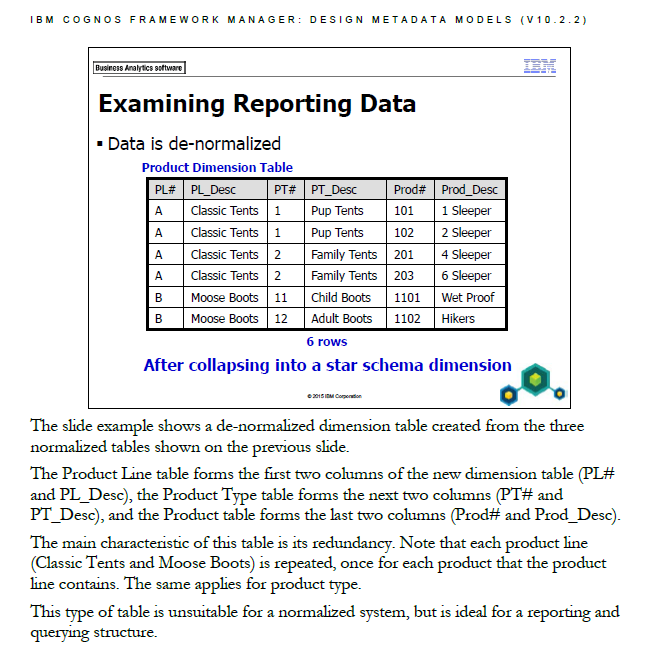 IBM COGNOS FRAMEWORK MANAGER: DESIGN METADATA MODELS (V10.2.2)
Business Analytics software
IBM
Examining Reporting Data
▪ Data is de-normalized
Product Dimension Table
PL# PL_Desc PT# PT_Desc Prod# Prod_Desc
A Classic Tents 1 Pup Tents 101 1 Sleeper
A Classic Tents 1 Pup Tents 102 2 Sleeper
A Classic Tents 2 Family Tents 201 4 Sleeper
A Classic Tents 2 Family Tents 203 6 Sleeper
B Moose Boots 11 Child Boots 1101 Wet Proof
B Moose Boots 12 Adult Boots 1102 Hikers
6 rows
After collapsing into a star schema dimension
© 2015 IBM Corporation
The slide example shows a de-normalized dimension table created from the three
normalized tables shown on the previous slide.
The Product Line table forms the first two columns of the new dimension table (PL#
and PL_Desc), the Product Type table forms the next two columns (PT# and
PT_Desc), and the Product table forms the last two columns (Prod# and Prod_Desc).
The main characteristic of this table is its redundancy. Note that each product line
(Classic Tents and Moose Boots) is repeated, once for each product that the product
line contains. The same applies for product type.
This type of table is unsuitable for a normalized system, but is ideal for a reporting and
querying structure.